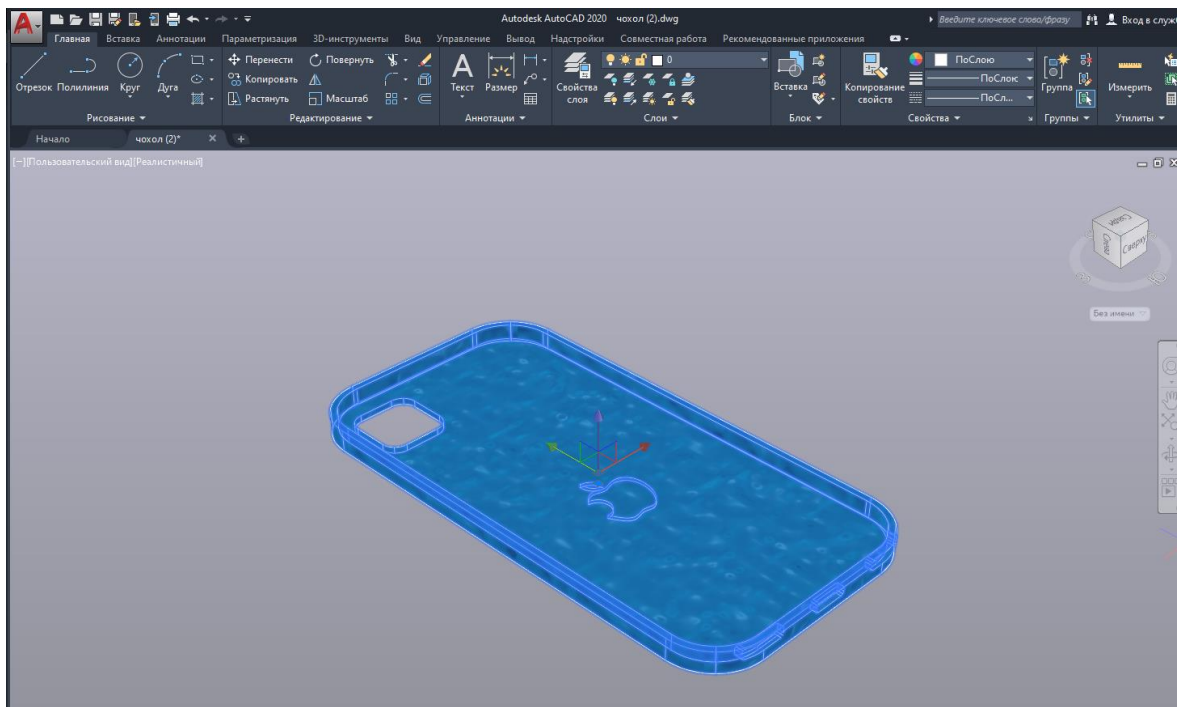 Autodesk AutoCAD 2020 чохол (2).dwg
Введите ключевое слово/фразу
Вход в служ
Главная Вставка Аннотации Параметризация 3D-инструменты Вид Управление Вывод Надстройки Совместная работа Рекомендованные приложения
Отрезок Полилиния Круг Дуга
Перенести Повернуть
Копировать
Растянуть Масштаб
Текст Размер
Свойства слоя
0
Вставка
Копирование свойств
ПоСлою
ПоСлоє
ПоСл...
Группа
Измерить
Рисование Редактирование Аннотации Слои Блок Свойства Группы Утилиты
Начало чохол (2)*
[−][Пользовательский вид][Реалистичный]
Сверху
Без имени